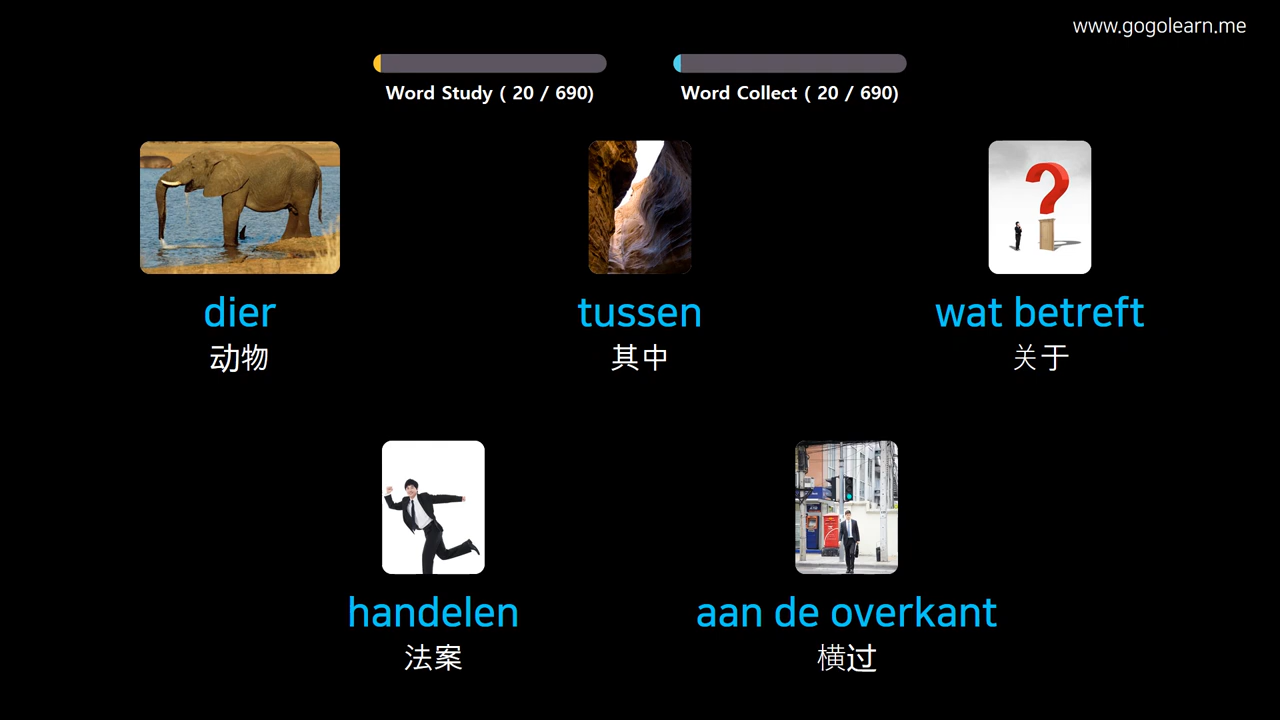 www.gogolearn.me
Word Study ( 20 / 690)
Word Collect ( 20 / 690)
dier
动物
tussen
其中
wat betreft
关于
handelen
法案
aan de overkant
横过